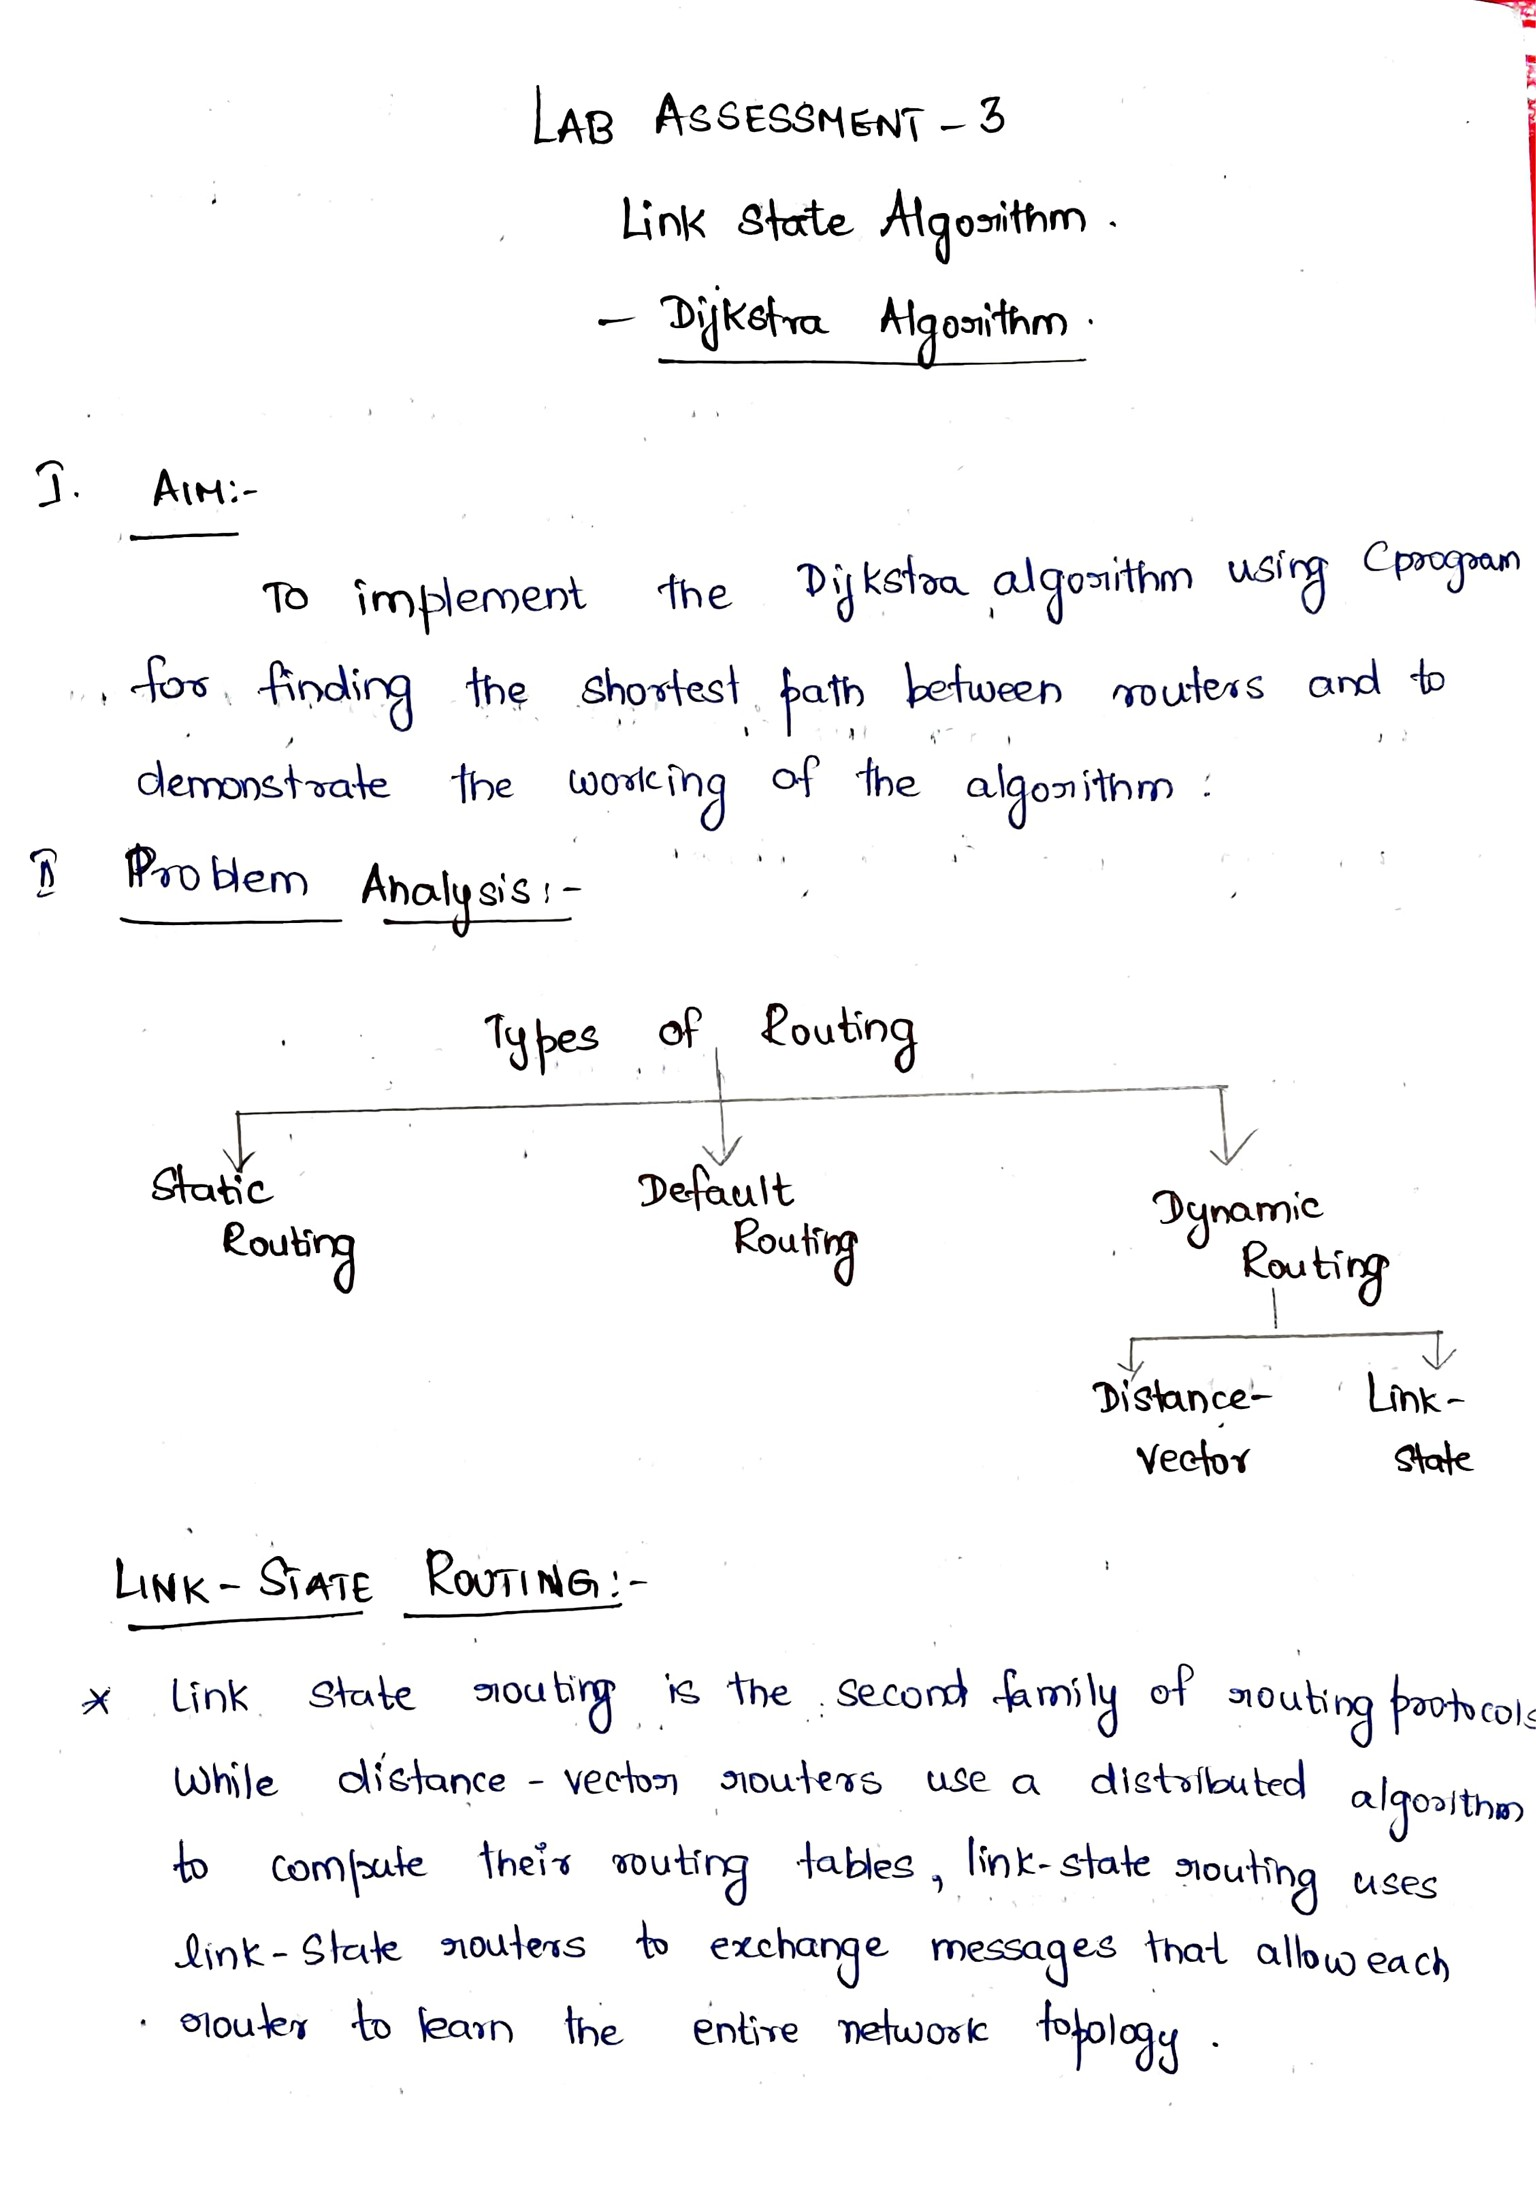 LAB ASSESSMENT - 3
Link State Algorithm.
- Dijkstra Algorithm.
I. AIM:-
To implement the Dijkstra algorithm using C program
for finding the shortest path between routers and to
demonstrate the working of the algorithm:
II Problem Analysis:-
Types of Routing
Static Default Dynamic
Routing Routing Routing
Distance- Link-
Vector State
LINK-STATE ROUTING:-
* Link state routing is the second family of routing protocols
While distance - vector routers use a distributed algorithm
to compute their routing tables, link-state routing uses
link-State routers to exchange messages that allow each
router to learn the entire network topology.